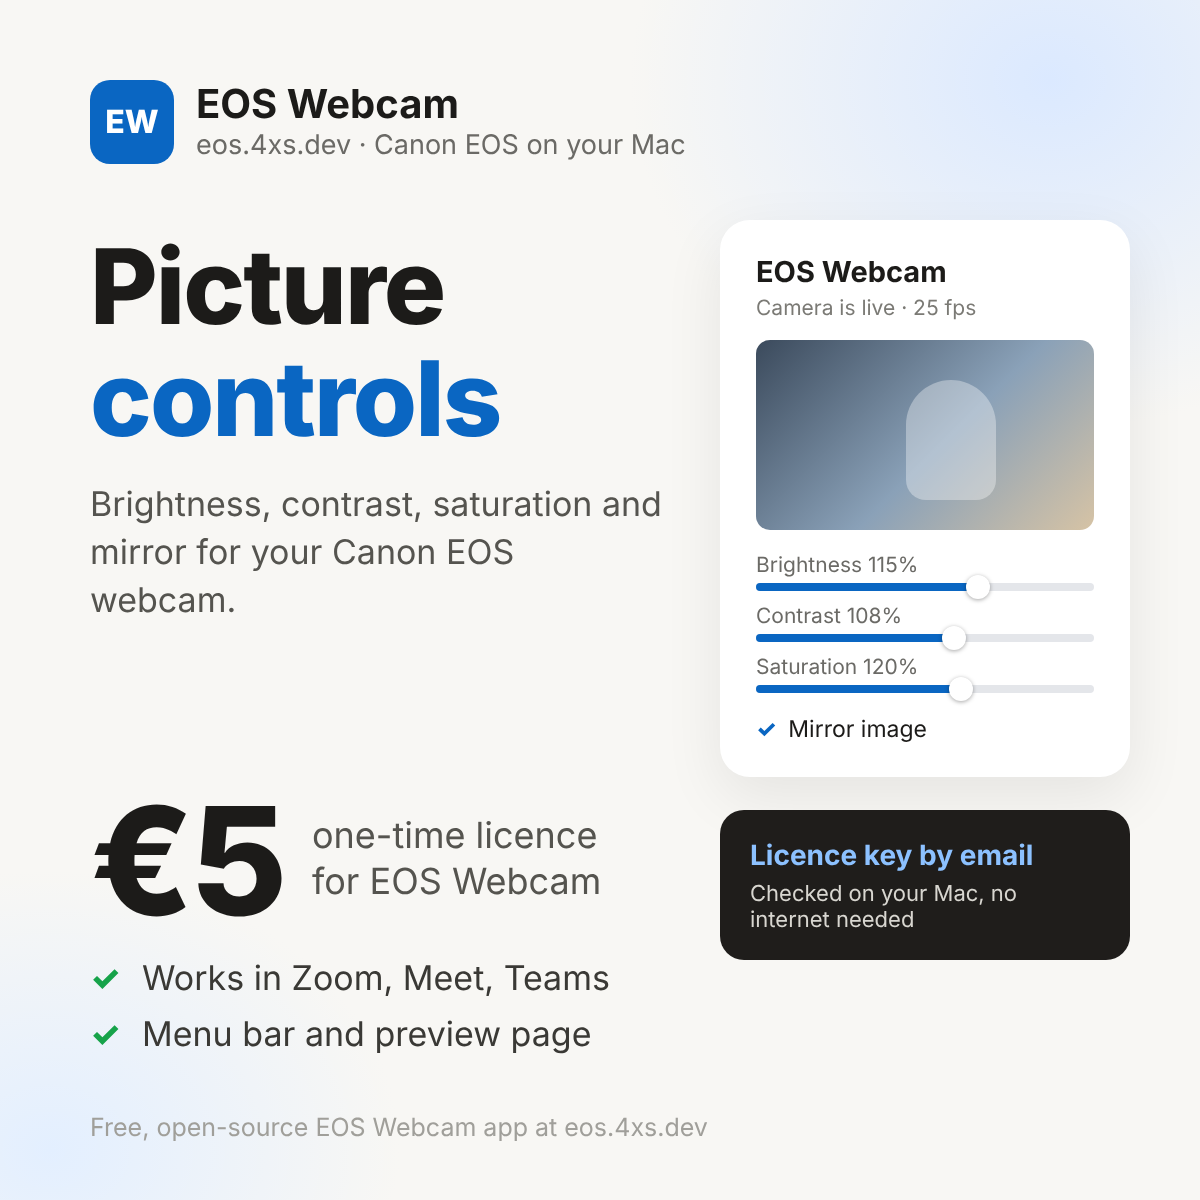 EW
EOS Webcam
eos.4xs.dev · Canon EOS on your Mac
Picture
controls
Brightness, contrast, saturation and
mirror for your Canon EOS
webcam.
EOS Webcam
Camera is live · 25 fps
Brightness 115%
Contrast 108%
Saturation 120%
✓ Mirror image
€5
one-time licence
for EOS Webcam
Licence key by email
Checked on your Mac, no
internet needed
✓ Works in Zoom, Meet, Teams
✓ Menu bar and preview page
Free, open-source EOS Webcam app at eos.4xs.dev